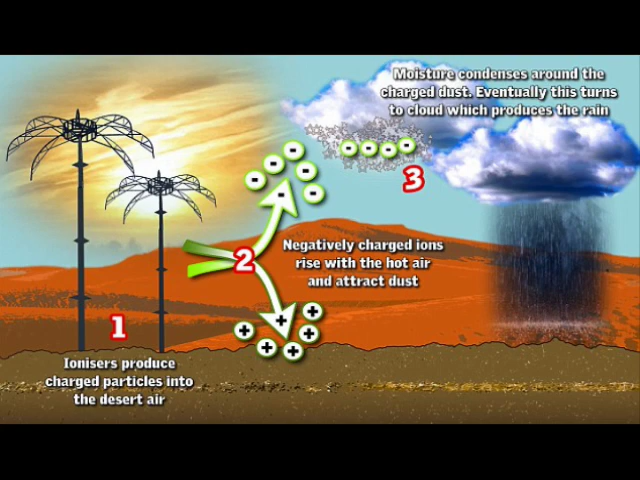 1
Ionisers produce
charged particles into
the desert air
2
Negatively charged ions
rise with the hot air
and attract dust
3
Moisture condenses around the
charged dust. Eventually this turns
to cloud which produces the rain
- - - - - -
- - - -
+
+ + + + +